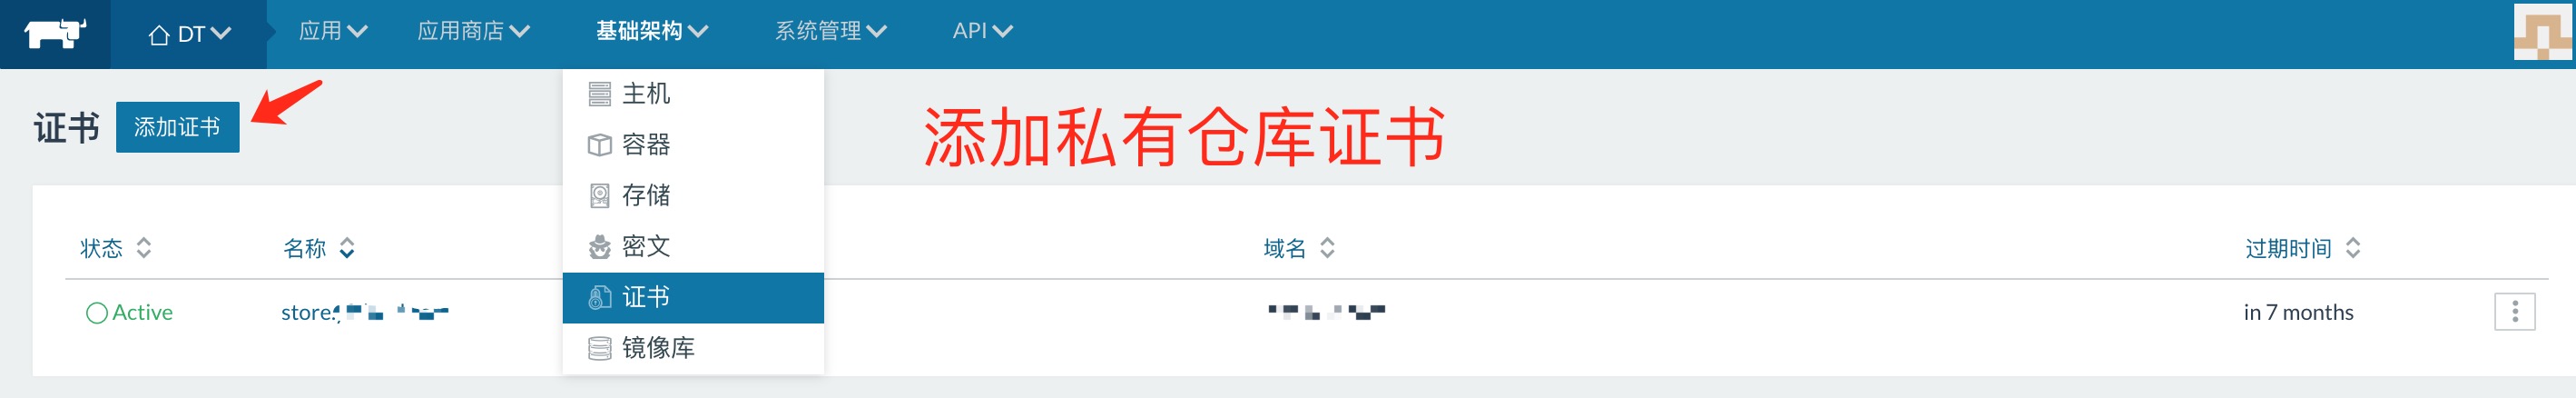 DT
应用
应用商店
基础架构
系统管理
API
证书
添加证书
主机
容器
存储
密文
证书
镜像库
添加私有仓库证书
状态
名称
域名
过期时间
Active
store.
in 7 months